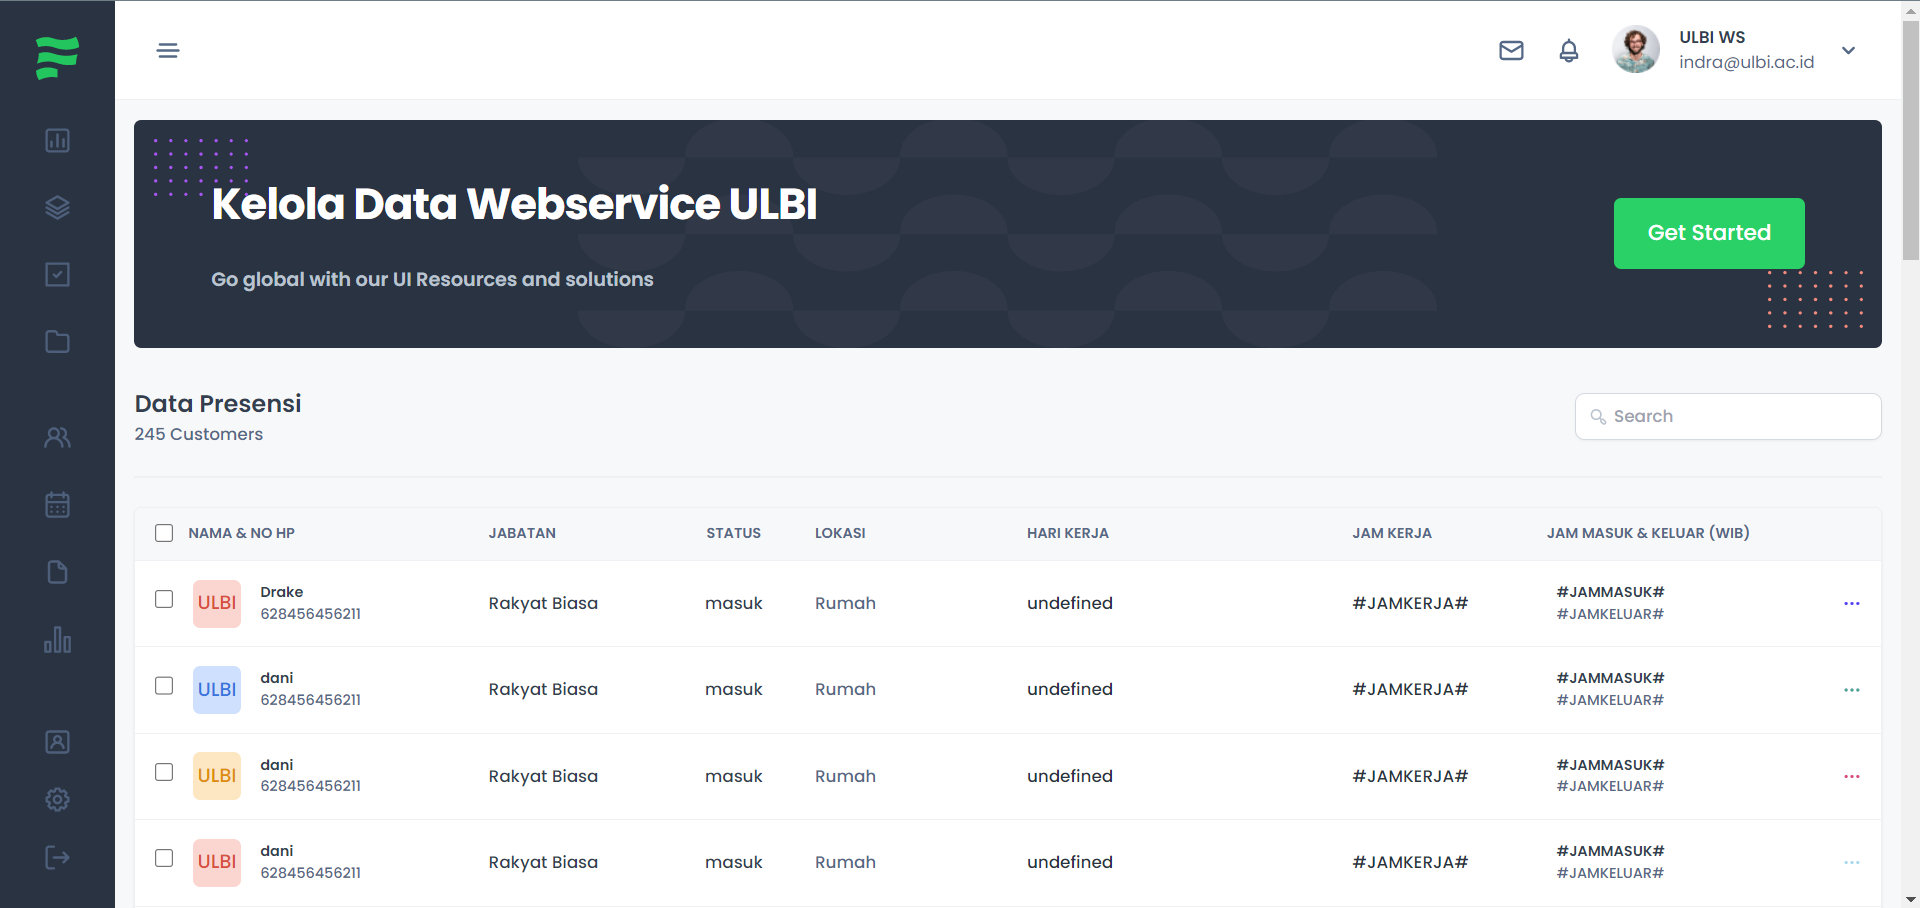 ULBI WS
indra@ulbi.ac.id
Kelola Data Webservice ULBI
Go global with our UI Resources and solutions
Get Started
Data Presensi
245 Customers
Search
NAMA & NO HP JABATAN STATUS LOKASI HARI KERJA JAM KERJA JAM MASUK & KELUAR (WIB)
ULBI Drake 628456456211 Rakyat Biasa masuk Rumah undefined #JAMKERJA# #JAMMASUK# #JAMKELUAR#
ULBI dani 628456456211 Rakyat Biasa masuk Rumah undefined #JAMKERJA# #JAMMASUK# #JAMKELUAR#
ULBI dani 628456456211 Rakyat Biasa masuk Rumah undefined #JAMKERJA# #JAMMASUK# #JAMKELUAR#
ULBI dani 628456456211 Rakyat Biasa masuk Rumah undefined #JAMKERJA# #JAMMASUK# #JAMKELUAR#